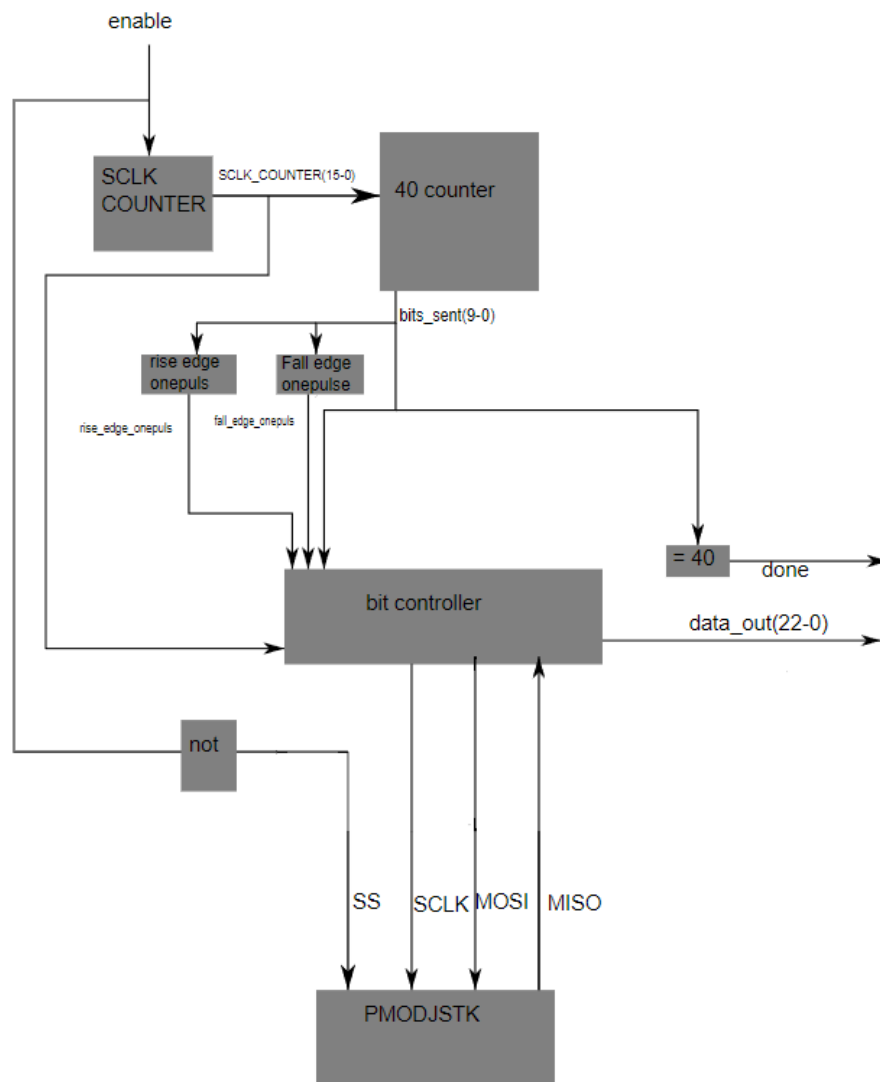 enable
SCLK
COUNTER
SCLK_COUNTER(15-0)
40 counter
bits_sent(9-0)
rise edge
onepuls
Fall edge
onepulse
rise_edge_onepuls
fall_edge_onepuls
= 40
done
bit controller
data_out(22-0)
not
SS
SCLK
MOSI
MISO
PMODJSTK